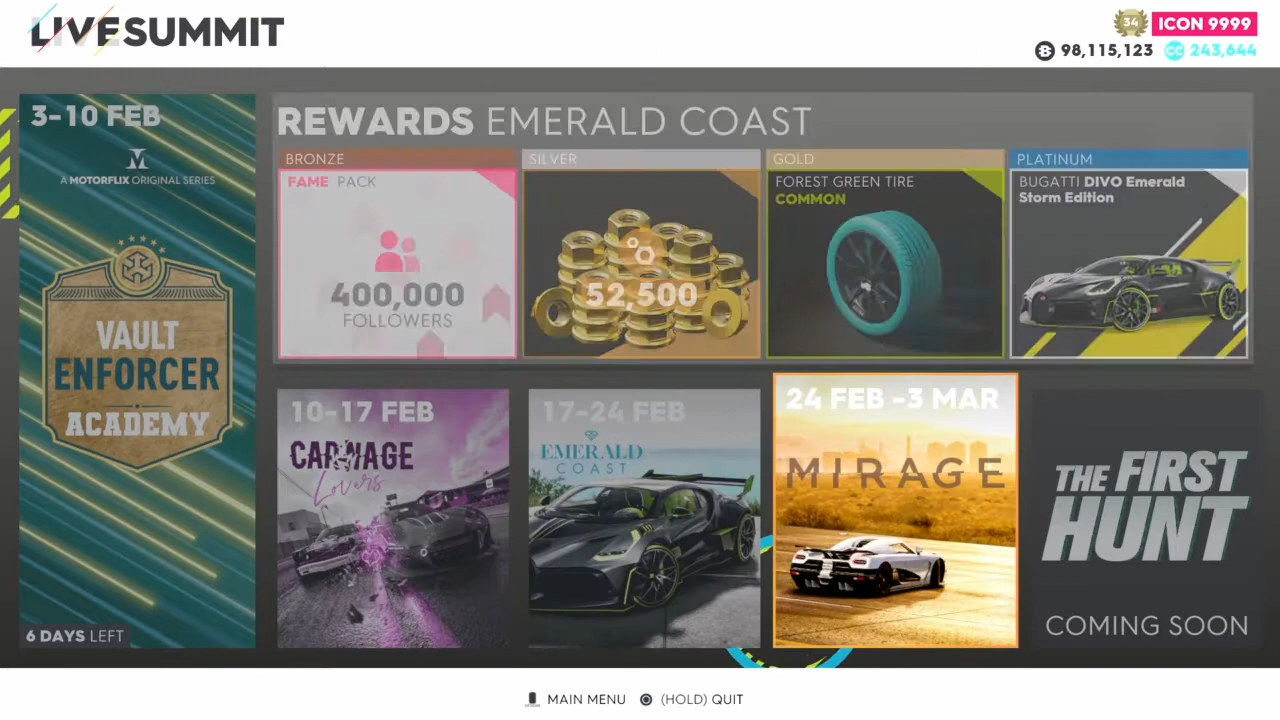 LIVESUMMIT
34
ICON 9999
98,115,123
CC 243,644
3-10 FEB
M
A MOTORFLIX ORIGINAL SERIES
VAULT
ENFORCER
ACADEMY
6 DAYS LEFT
REWARDS EMERALD COAST
BRONZE
FAME PACK
400,000
FOLLOWERS
SILVER
52,500
GOLD
FOREST GREEN TIRE
COMMON
PLATINUM
BUGATTI DIVO Emerald
Storm Edition
10-17 FEB
CARNAGE
Lovers
17-24 FEB
EMERALD
COAST
24 FEB -3 MAR
MIRAGE
THE FIRST
HUNT
COMING SOON
MAIN MENU
(HOLD) QUIT